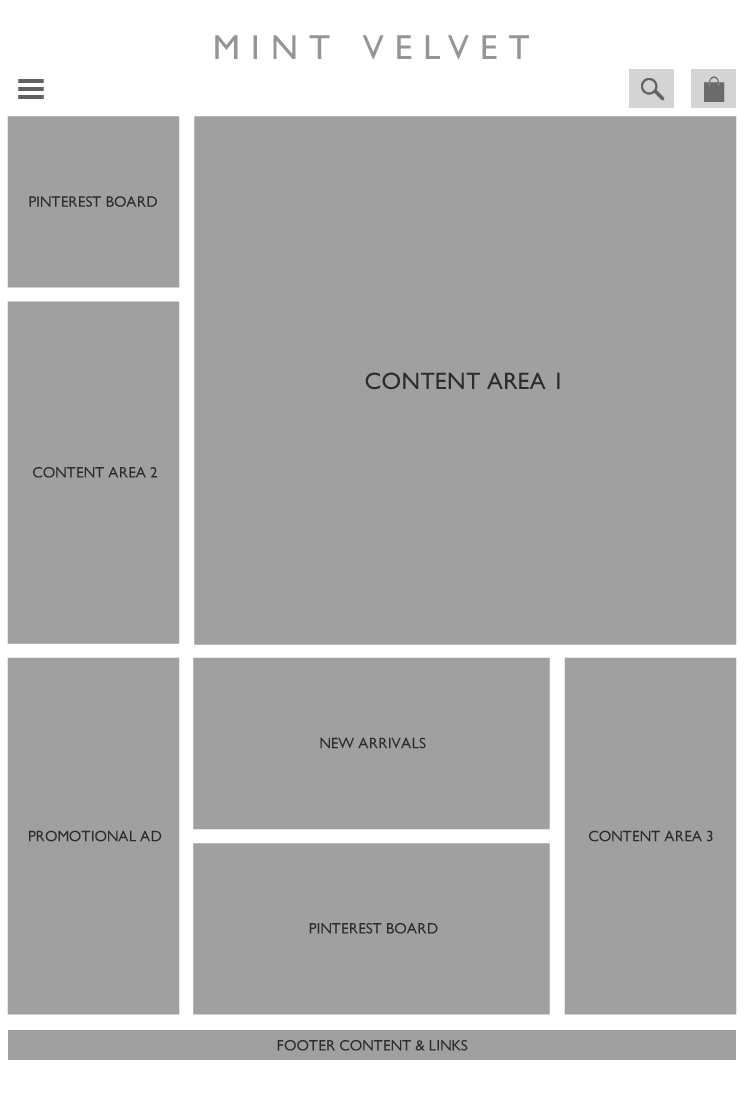 MINT VELVET
PINTEREST BOARD
CONTENT AREA 1
CONTENT AREA 2
PROMOTIONAL AD
NEW ARRIVALS
CONTENT AREA 3
PINTEREST BOARD
FOOTER CONTENT & LINKS